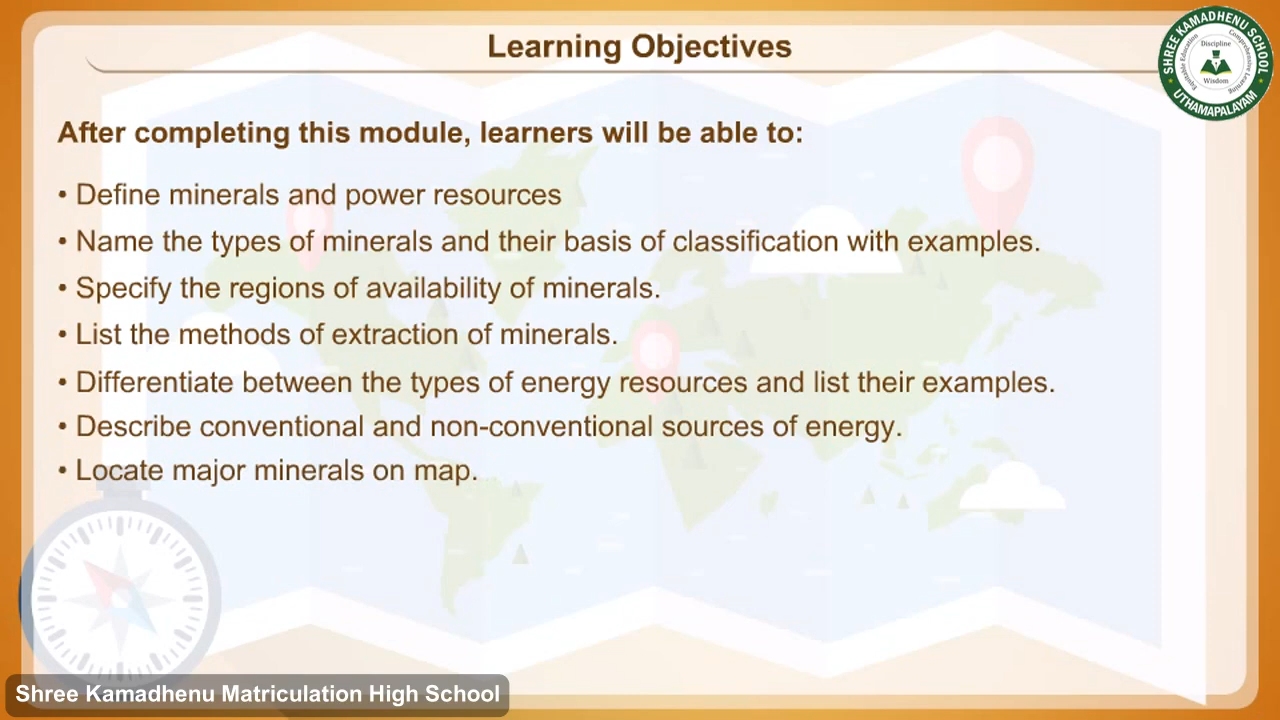 Learning Objectives
SHREE KAMADHENU SCHOOL
Equitable Education
Comprehensive Learning
Discipline
Wisdom
UTHAMAPALAYAM
After completing this module, learners will be able to:
• Define minerals and power resources
• Name the types of minerals and their basis of classification with examples.
• Specify the regions of availability of minerals.
• List the methods of extraction of minerals.
• Differentiate between the types of energy resources and list their examples.
• Describe conventional and non-conventional sources of energy.
• Locate major minerals on map.
Shree Kamadhenu Matriculation High School